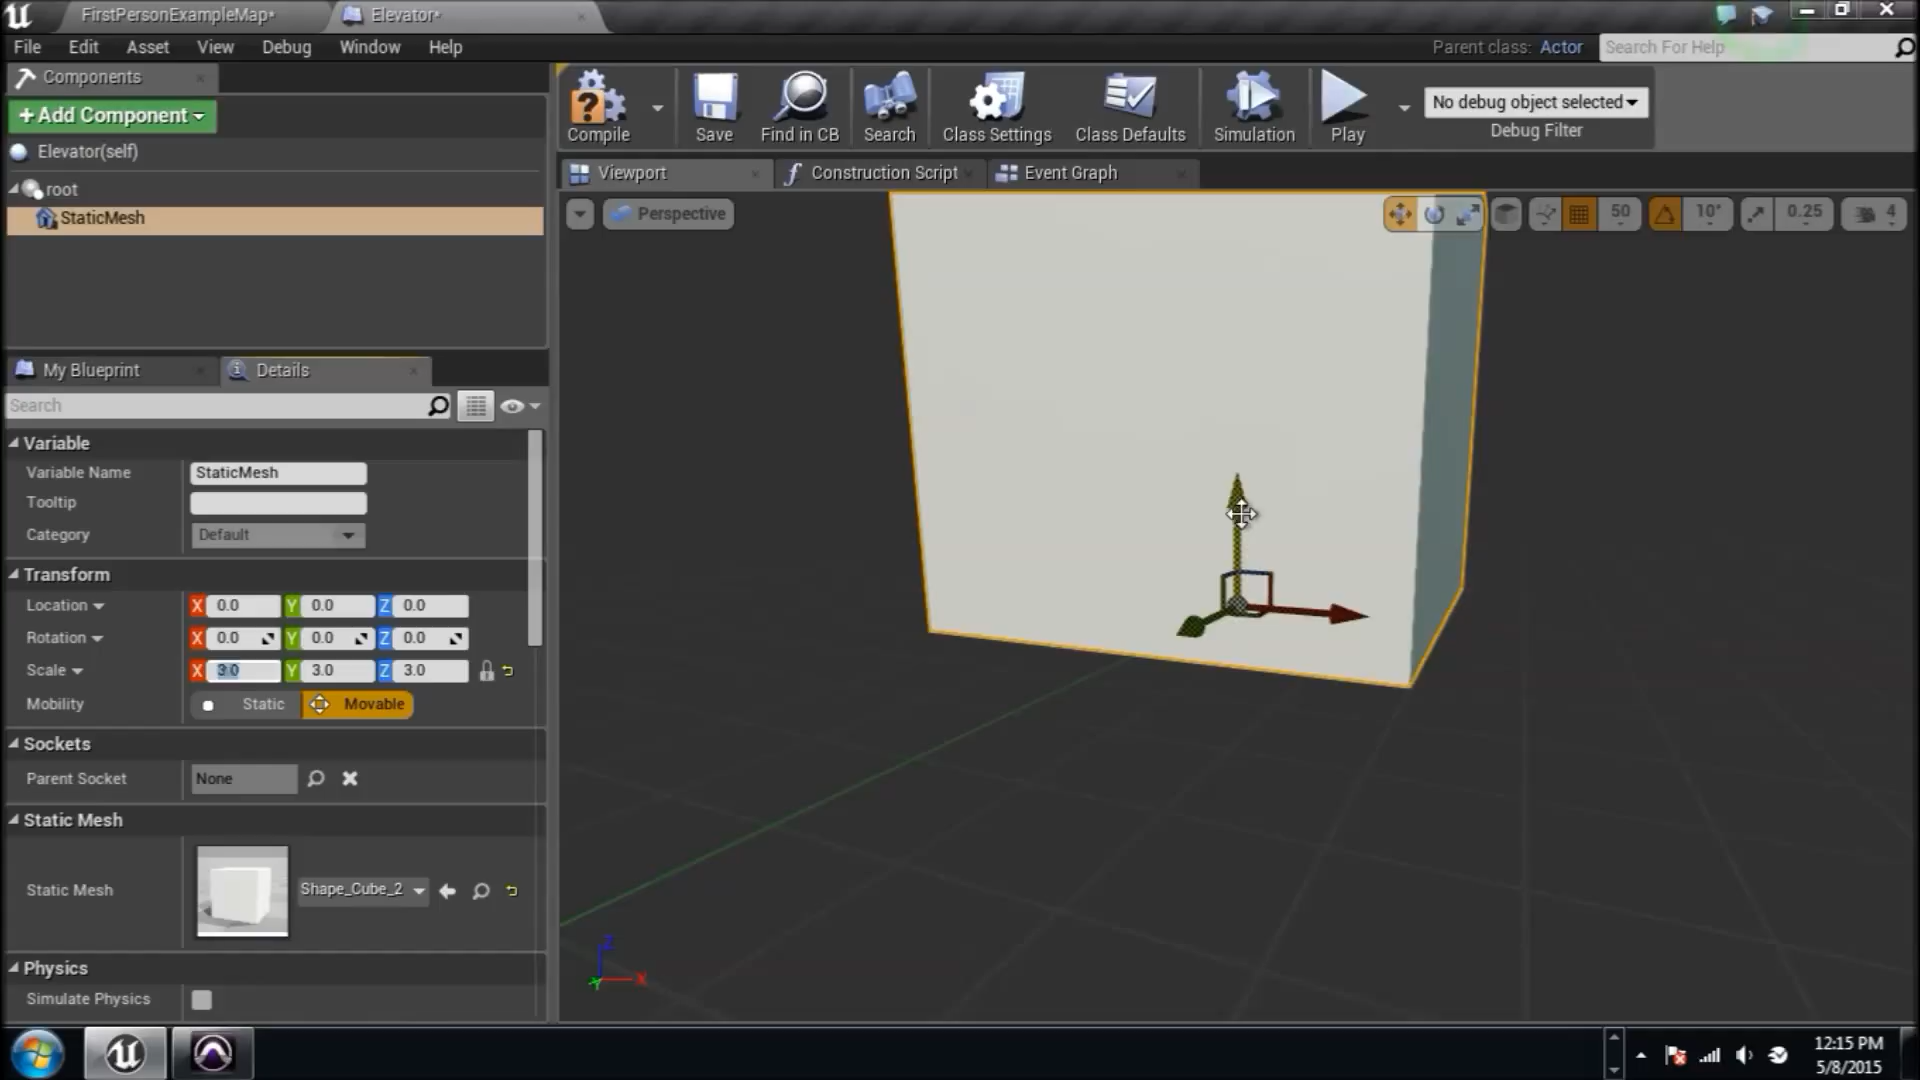 FirstPersonExampleMap*
Elevator*
File Edit Asset View Debug Window Help
Parent class: Actor
Search For Help
Components
+ Add Component
Elevator(self)
root
StaticMesh
Compile
Save
Find in CB
Search
Class Settings
Class Defaults
Simulation
Play
No debug object selected
Debug Filter
Viewport
Construction Script
Event Graph
Perspective
50
10°
0.25
4
My Blueprint
Details
Search
Variable
Variable Name StaticMesh
Tooltip
Category Default
Transform
Location X 0.0 Y 0.0 Z 0.0
Rotation X 0.0 Y 0.0 Z 0.0
Scale X 3.0 Y 3.0 Z 3.0
Mobility Static Movable
Sockets
Parent Socket None
Static Mesh
Static Mesh Shape_Cube_2
Physics
Simulate Physics
Z
X
Y
12:15 PM
5/8/2015